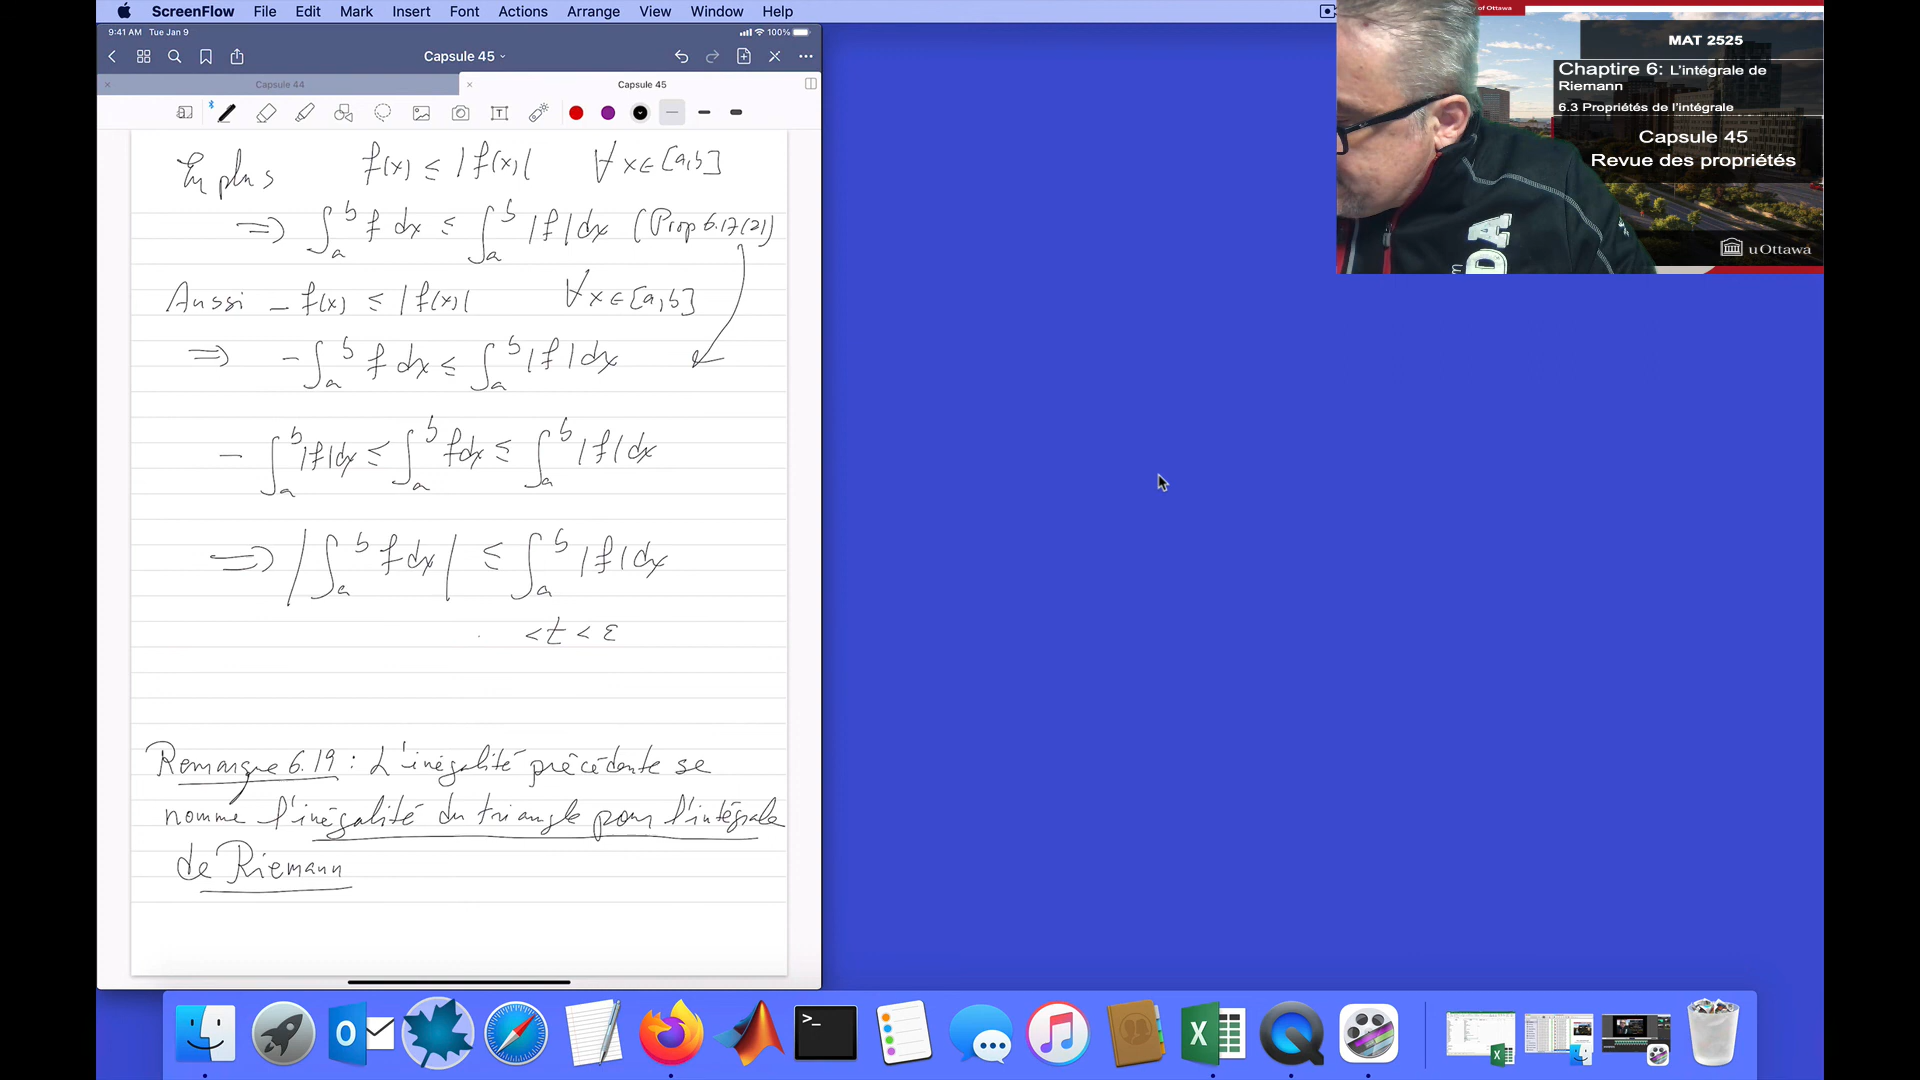 ScreenFlow File Edit Mark Insert Font Actions Arrange View Window Help
9:41 AM Tue Jan 9
100%
Capsule 45
Capsule 44
Capsule 45
En plus f(x) ≤ |f(x)| ∀ x ∈ [a,b]
⇒ ∫_a^b f dx ≤ ∫_a^b |f| dx (Prop 6.17(2))
Aussi - f(x) ≤ |f(x)| ∀ x ∈ [a,b]
⇒ - ∫_a^b f dx ≤ ∫_a^b |f| dx
- ∫_a^b |f| dx ≤ ∫_a^b f dx ≤ ∫_a^b |f| dx
⇒ | ∫_a^b f dx | ≤ ∫_a^b |f| dx
< t < ε
Remarque 6.19 : L'inégalité précédente se
nomme l'inégalité du triangle pour l'intégrale
de Riemann
of Ottawa
MAT 2525
Chaptire 6: L'intégrale de
Riemann
6.3 Propriétés de l'intégrale
Capsule 45
Revue des propriétés
uOttawa
DA